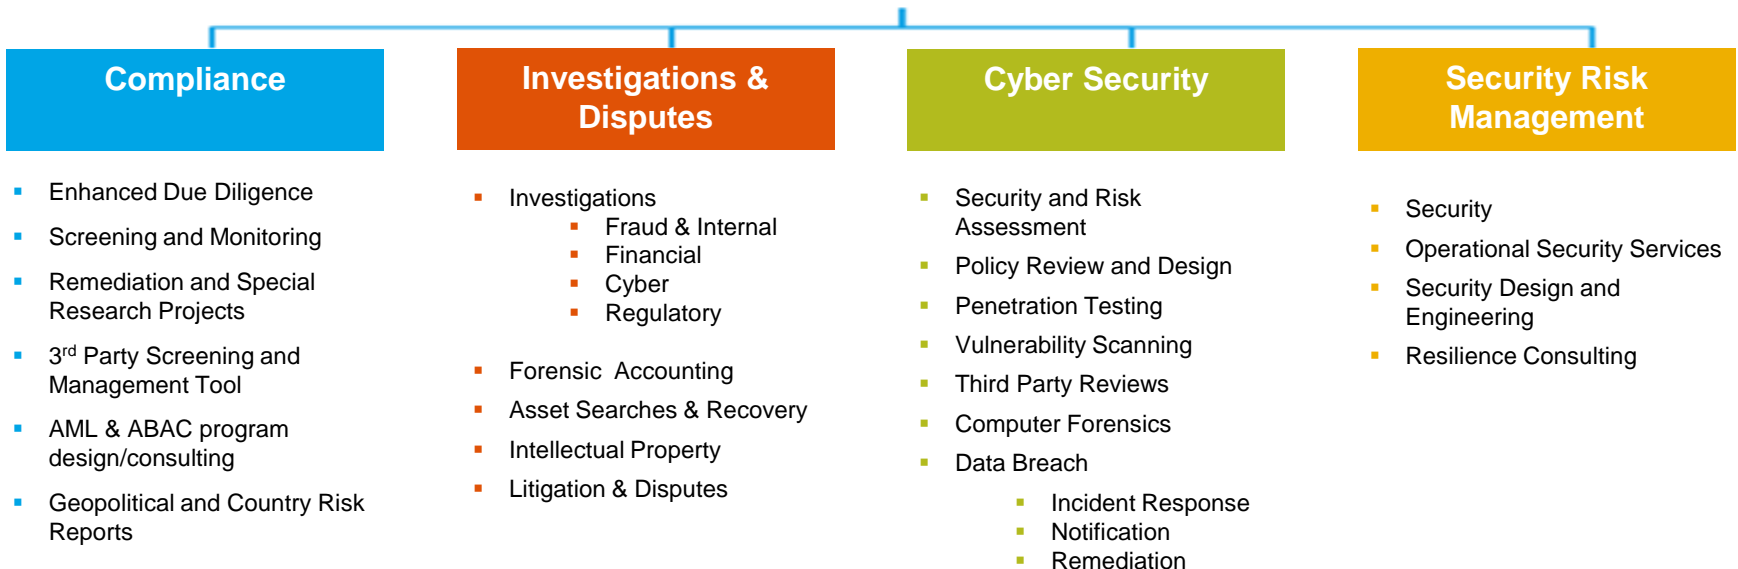 Compliance
Enhanced Due Diligence
Screening and Monitoring
Remediation and Special
Research Projects
3rd Party Screening and
Management Tool
AML & ABAC program
design/consulting
Geopolitical and Country Risk
Reports
Investigations &
Disputes
Investigations
Fraud & Internal
Financial
Cyber
Regulatory
Forensic Accounting
Asset Searches & Recovery
Intellectual Property
Litigation & Disputes
Cyber Security
Security and Risk
Assessment
Policy Review and Design
Penetration Testing
Vulnerability Scanning
Third Party Reviews
Computer Forensics
Data Breach
Incident Response
Notification
Remediation
Security Risk
Management
Security
Operational Security Services
Security Design and
Engineering
Resilience Consulting